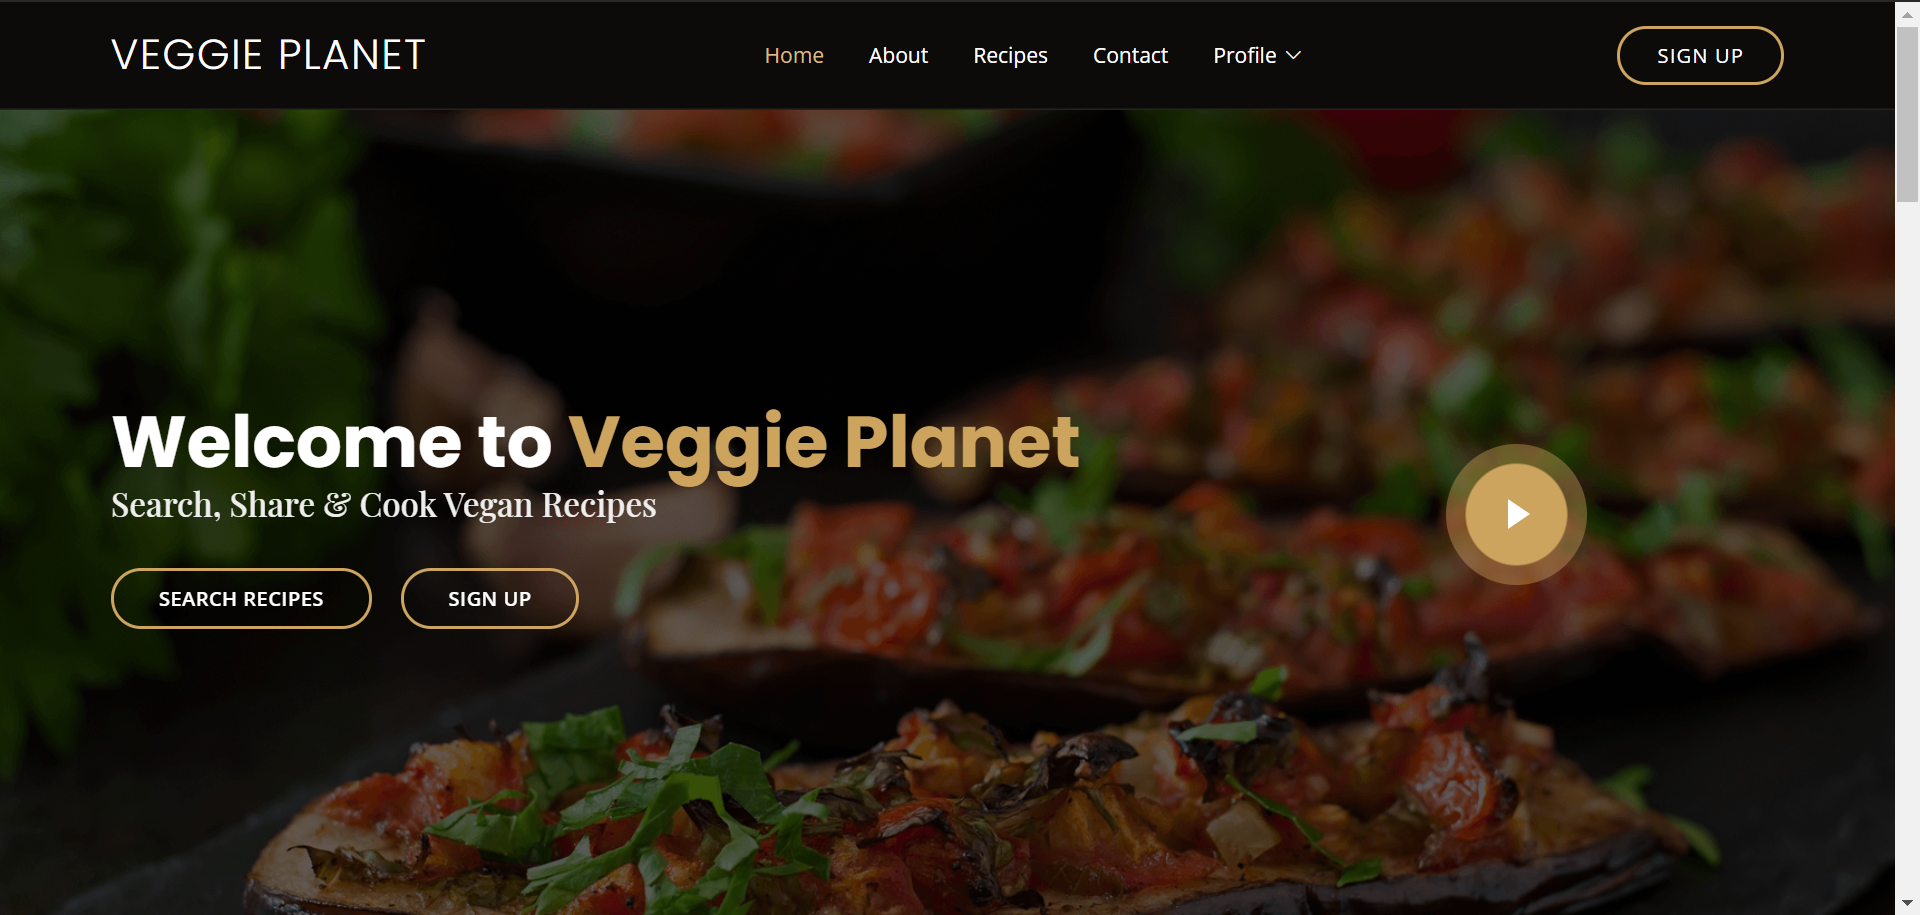 VEGGIE PLANET
Home About Recipes Contact Profile
SIGN UP
Welcome to Veggie Planet
Search, Share & Cook Vegan Recipes
SEARCH RECIPES
SIGN UP